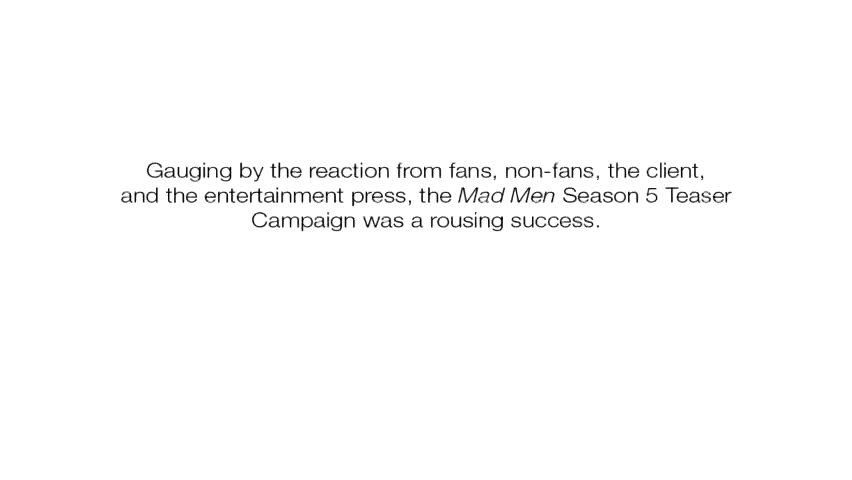 Gauging by the reaction from fans, non-fans, the client,
and the entertainment press, the Mad Men Season 5 Teaser
Campaign was a rousing success.